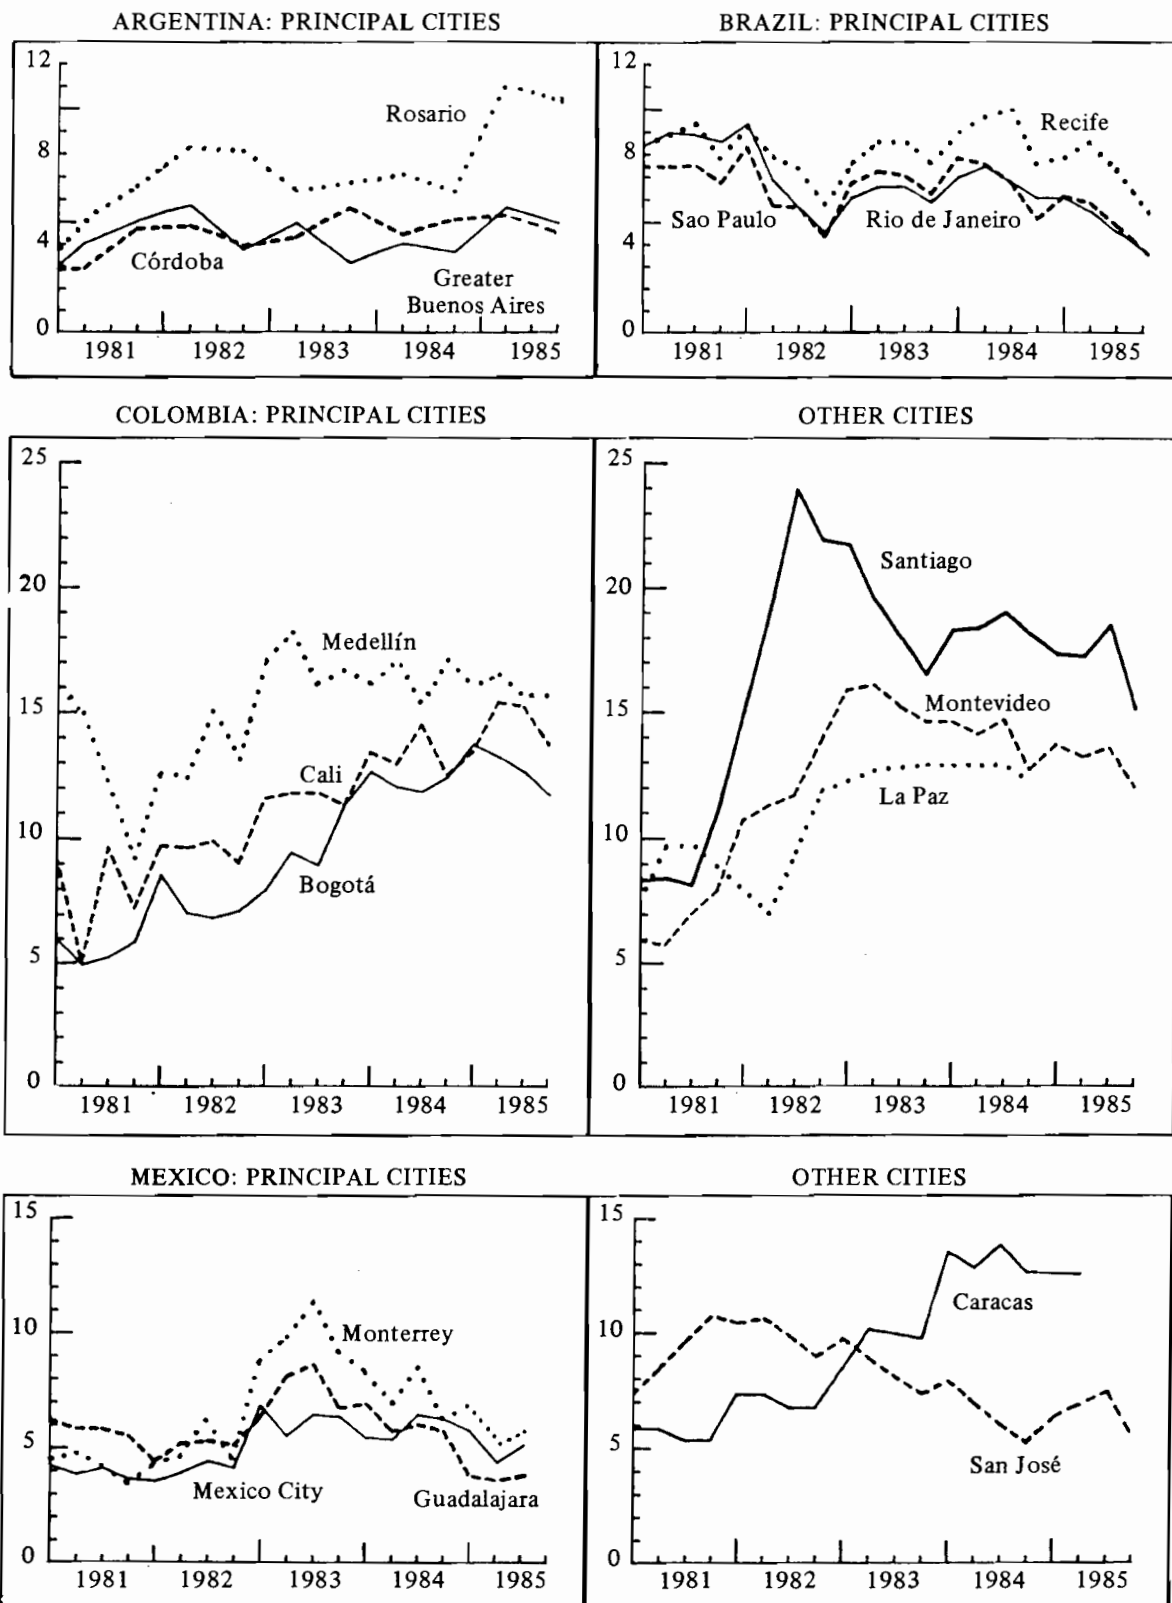 ARGENTINA: PRINCIPAL CITIES
12
8
4
0
Rosario
Córdoba
Greater
Buenos Aires
1981 1982 1983 1984 1985
BRAZIL: PRINCIPAL CITIES
12
8
4
0
Recife
Sao Paulo
Rio de Janeiro
1981 1982 1983 1984 1985
COLOMBIA: PRINCIPAL CITIES
25
20
15
10
5
0
Medellín
Cali
Bogotá
1981 1982 1983 1984 1985
OTHER CITIES
25
20
15
10
5
0
Santiago
Montevideo
La Paz
1981 1982 1983 1984 1985
MEXICO: PRINCIPAL CITIES
15
10
5
0
Monterrey
Mexico City
Guadalajara
1981 1982 1983 1984 1985
OTHER CITIES
15
10
5
0
Caracas
San José
1981 1982 1983 1984 1985